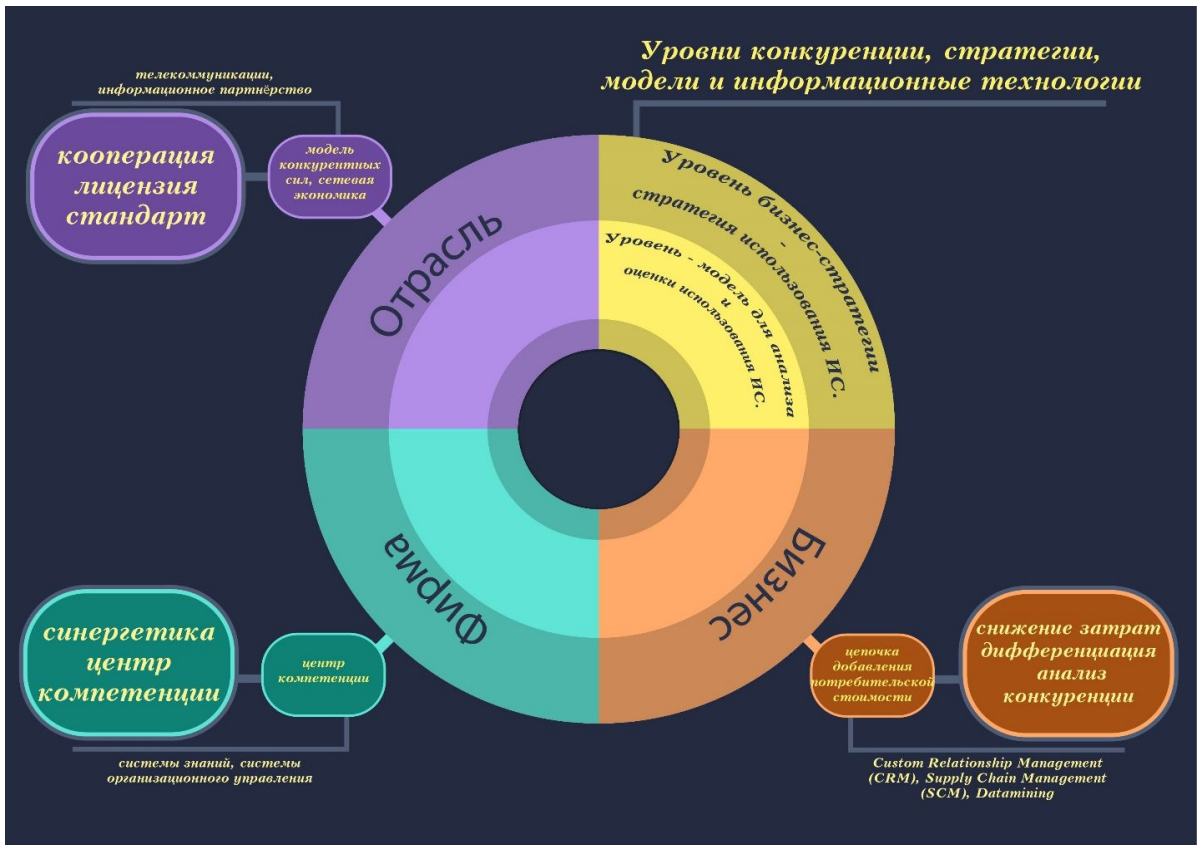 Уровни конкуренции, стратегии,
модели и информационные технологии
телекоммуникации,
информационное партнёрство
кооперация
лицензия
стандарт
модель
конкурентных
сил, сетевая
экономика
Отрасль
Уровень бизнес-стратегии
-
стратегия использования ИС.
Уровень - модель для анализа
и
оценки использования ИС.
Фирма
Бизнес
синергетика
центр
компетенции
центр
компетенции
системы знаний, системы
организационного управления
цепочка
добавления
потребительской
стоимости
снижение затрат
дифференциация
анализ
конкуренции
Custom Relationship Management
(CRM), Supply Chain Management
(SCM), Datamining